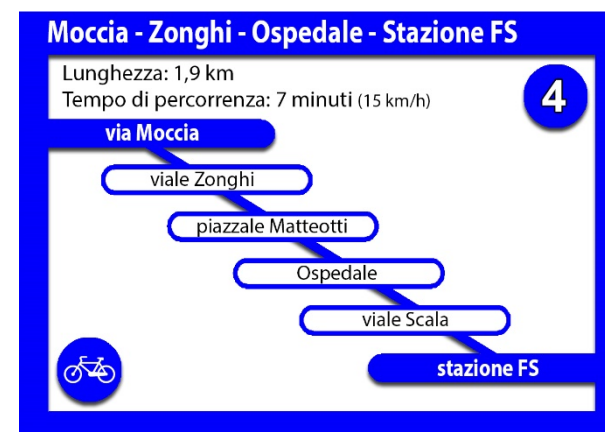 Moccia - Zonghi - Ospedale - Stazione FS
Lunghezza: 1,9 km
Tempo di percorrenza: 7 minuti (15 km/h)
4
via Moccia
viale Zonghi
piazzale Matteotti
Ospedale
viale Scala
stazione FS